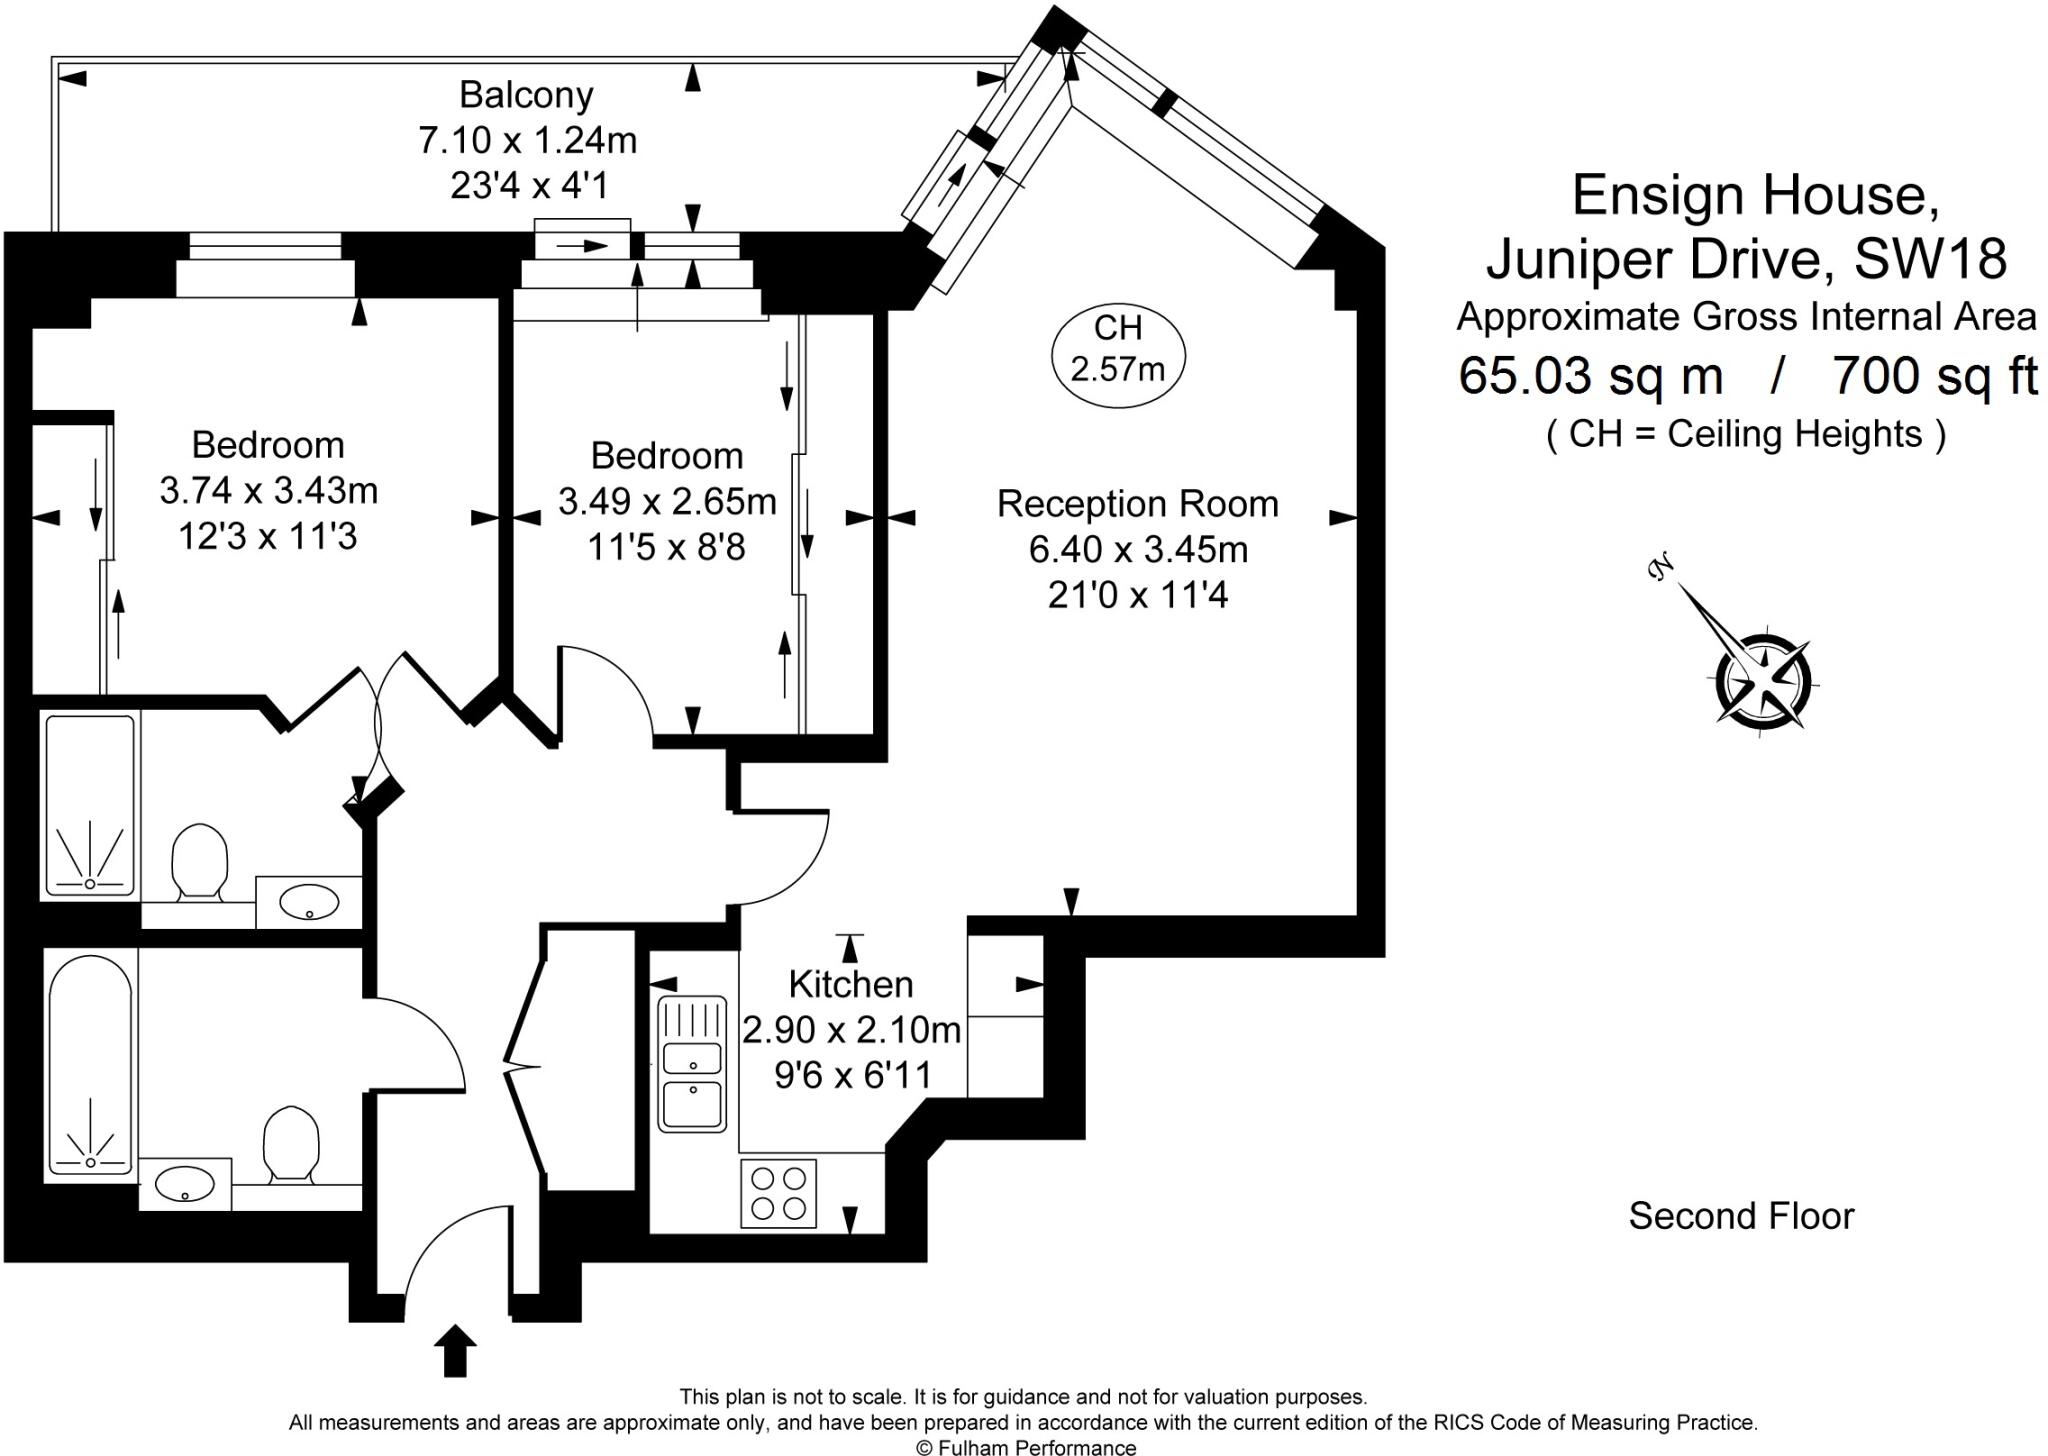 Balcony
7.10 x 1.24m
23'4 x 4'1
Ensign House,
Juniper Drive, SW18
Approximate Gross Internal Area
65.03 sq m / 700 sq ft
( CH = Ceiling Heights )
CH
2.57m
Bedroom
3.74 x 3.43m
12'3 x 11'3
Bedroom
3.49 x 2.65m
11'5 x 8'8
Reception Room
6.40 x 3.45m
21'0 x 11'4
N
Kitchen
2.90 x 2.10m
9'6 x 6'11
Second Floor
This plan is not to scale. It is for guidance and not for valuation purposes.
All measurements and areas are approximate only, and have been prepared in accordance with the current edition of the RICS Code of Measuring Practice.
© Fulham Performance